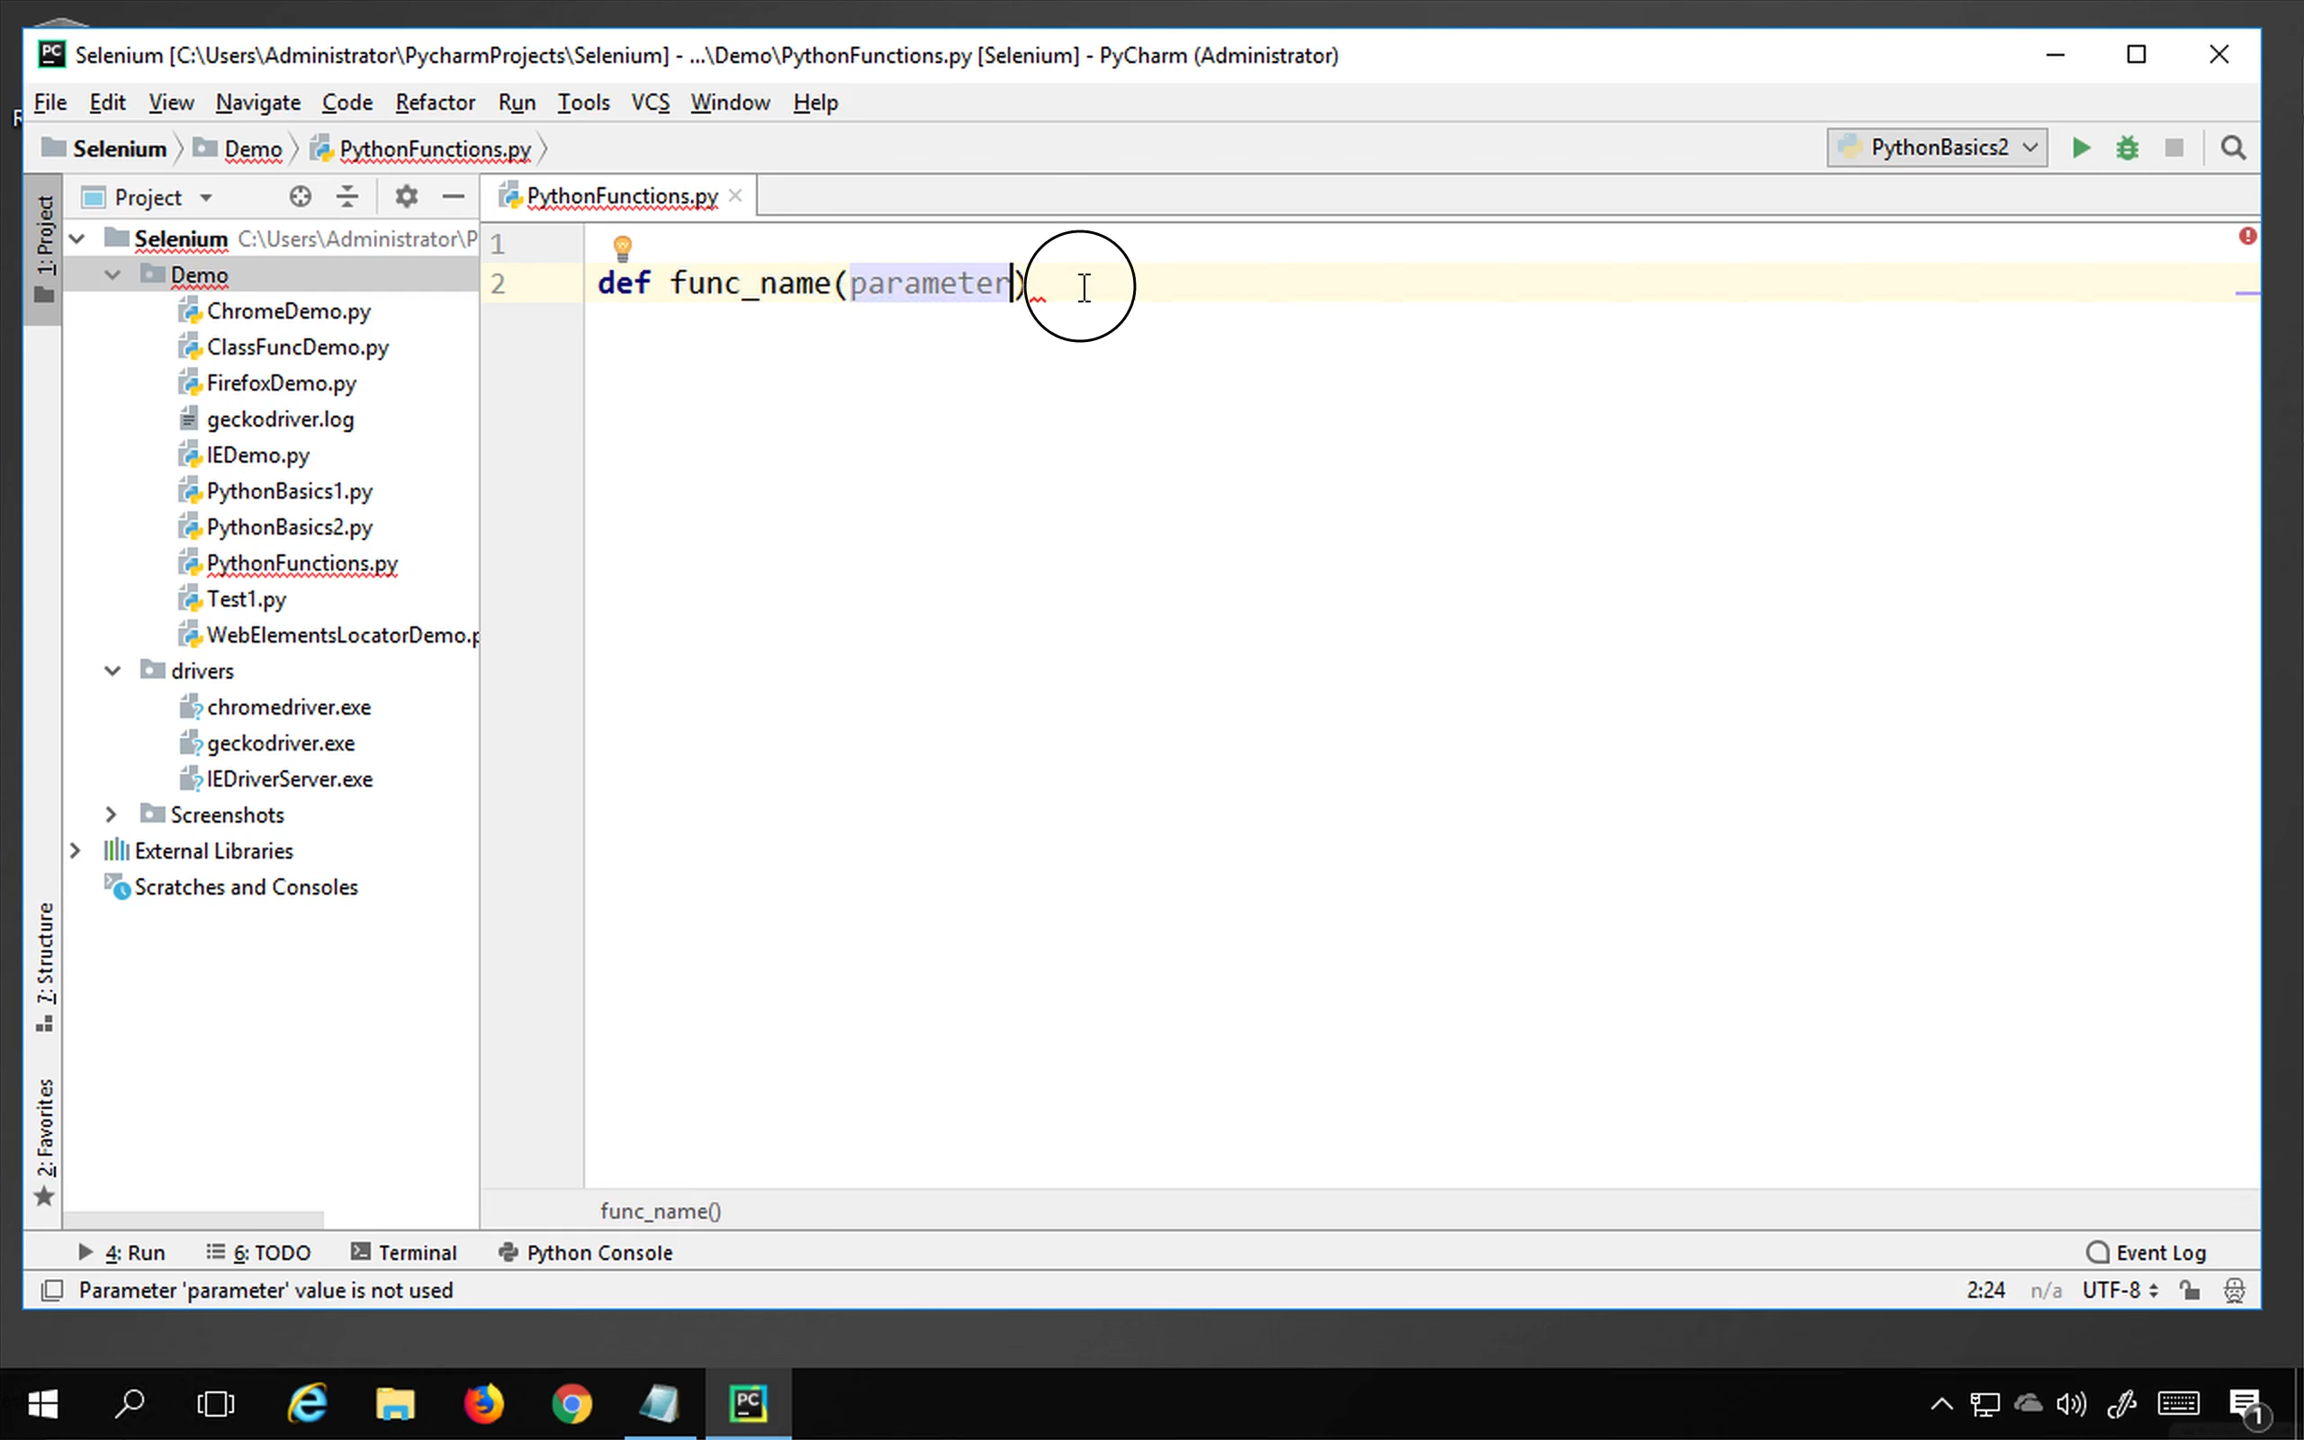 Selenium [C:\Users\Administrator\PycharmProjects\Selenium] - ...\Demo\PythonFunctions.py [Selenium] - PyCharm (Administrator)
File Edit View Navigate Code Refactor Run Tools VCS Window Help
Selenium Demo PythonFunctions.py PythonBasics2
1: Project
Project
PythonFunctions.py
Selenium C:\Users\Administrator\P
Demo
ChromeDemo.py
ClassFuncDemo.py
FirefoxDemo.py
geckodriver.log
IEDemo.py
PythonBasics1.py
PythonBasics2.py
PythonFunctions.py
Test1.py
WebElementsLocatorDemo.p
drivers
chromedriver.exe
geckodriver.exe
IEDriverServer.exe
Screenshots
External Libraries
Scratches and Consoles
1
2 def func_name(parameter)
7: Structure
2: Favorites
func_name()
4: Run 6: TODO Terminal Python Console Event Log
Parameter 'parameter' value is not used 2:24 n/a UTF-8
PC
1